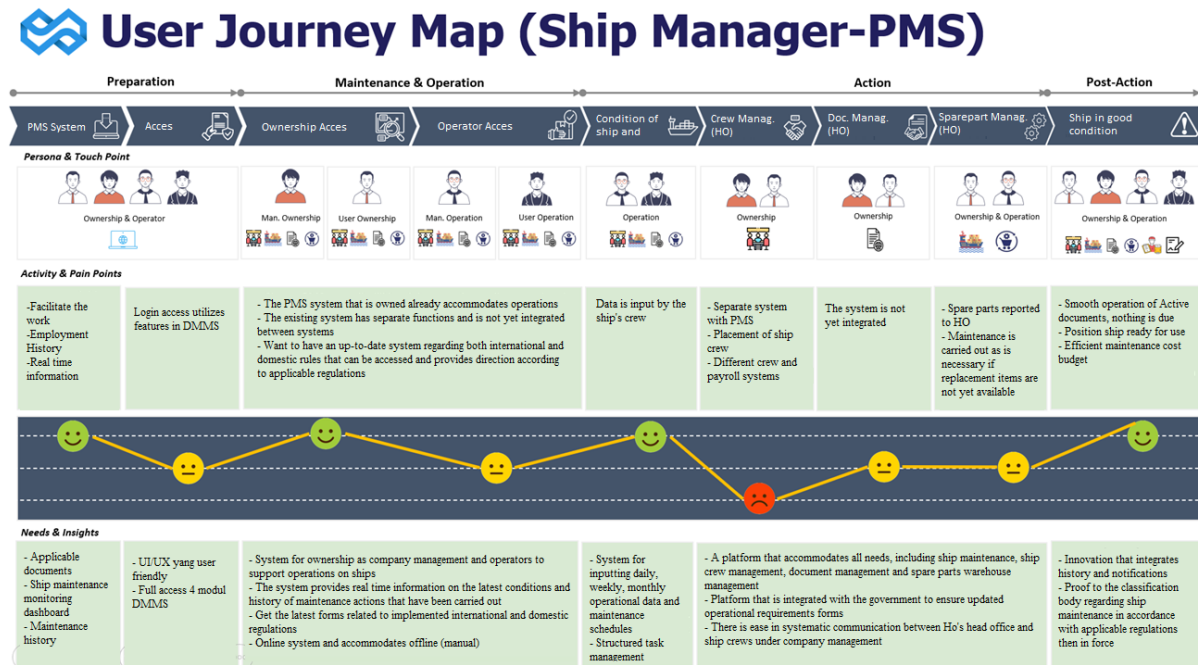 User Journey Map (Ship Manager-PMS)
Preparation
Maintenance & Operation
Action
Post-Action
PMS System
Acces
Ownership Acces
Operator Acces
Condition of
ship and
Crew Manag.
(HO)
Doc. Manag.
(HO)
Sparepart Manag.
(HO)
Ship in good
condition
Persona & Touch Point
Ownership & Operator
Man. Ownership
User Ownership
Man. Operation
User Operation
Operation
Ownership
Ownership
Ownership & Operation
Ownership & Operation
Activity & Pain Points
-Facilitate the
work
-Employment
History
-Real time
information
Login access utilizes
features in DMMS
- The PMS system that is owned already accommodates operations
- The existing system has separate functions and is not yet integrated
between systems
- Want to have an up-to-date system regarding both international and
domestic rules that can be accessed and provides direction according
to applicable regulations
Data is input by the
ship's crew
- Separate system
with PMS
- Placement of ship
crew
- Different crew and
payroll systems
The system is not
yet integrated
- Spare parts reported
to HO
- Maintenance is
carried out as is
necessary if
replacement items are
not yet available
- Smooth operation of Active
documents, nothing is due
- Position ship ready for use
- Efficient maintenance cost
budget
Needs & Insights
- Applicable
documents
- Ship maintenance
monitoring
dashboard
- Maintenance
history
- UI/UX yang user
friendly
- Full access 4 modul
DMMS
- System for ownership as company management and operators to
support operations on ships
- The system provides real time information on the latest conditions and
history of maintenance actions that have been carried out
- Get the latest forms related to implemented international and domestic
regulations
- Online system and accommodates offline (manual)
- System for
inputting daily,
weekly, monthly
operational data and
maintenance
schedules
- Structured task
management
- A platform that accommodates all needs, including ship maintenance, ship
crew management, document management and spare parts warehouse
management
- Platform that is integrated with the government to ensure updated
operational requirements forms
- There is ease in systematic communication between Ho's head office and
ship crews under company management
- Innovation that integrates
history and notifications
- Proof to the classification
body regarding ship
maintenance in accordance
with applicable regulations
then in force